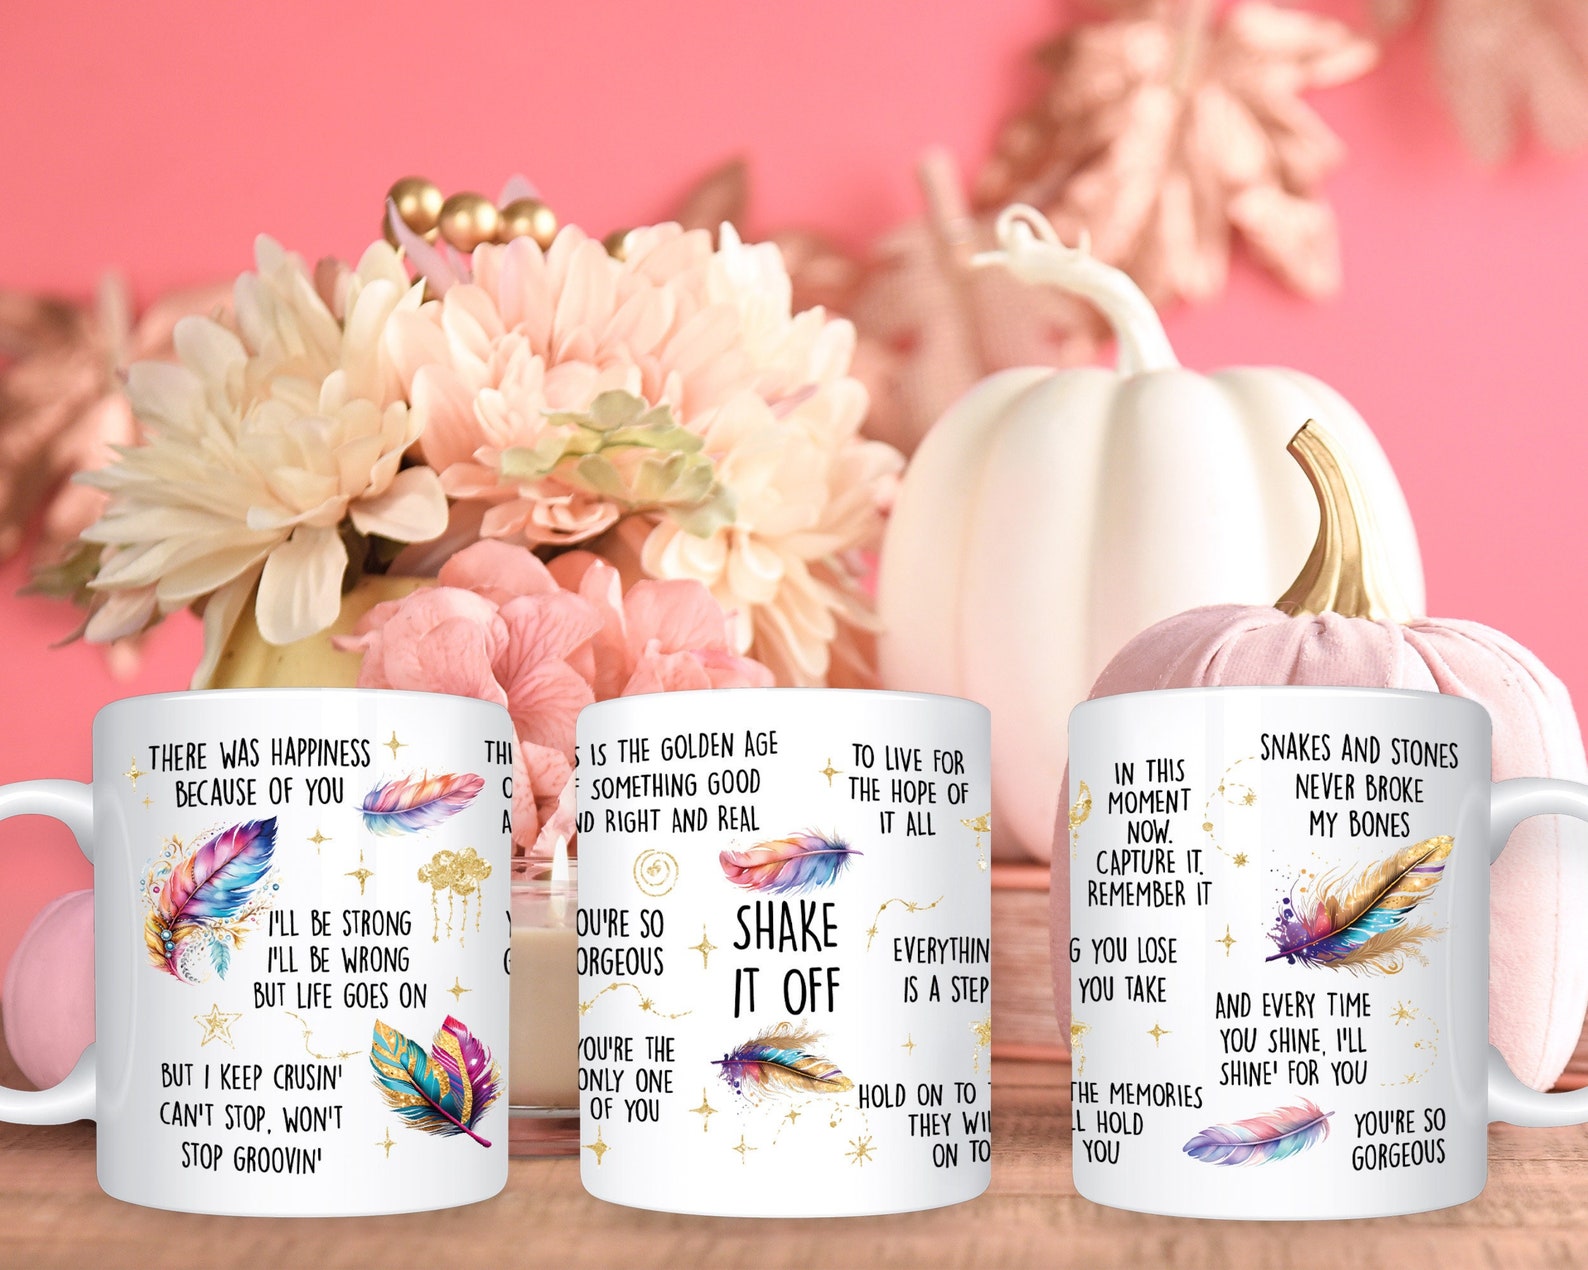 THERE WAS HAPPINESS
BECAUSE OF YOU
I'LL BE STRONG
I'LL BE WRONG
BUT LIFE GOES ON
BUT I KEEP CRUSIN'
CAN'T STOP, WON'T
STOP GROOVIN'
THI
O
A
Y
G
S IS THE GOLDEN AGE
F SOMETHING GOOD
ND RIGHT AND REAL
TO LIVE FOR
THE HOPE OF
IT ALL
OU'RE SO
ORGEOUS
SHAKE
IT OFF
EVERYTHIN
IS A STEP
YOU'RE THE
ONLY ONE
OF YOU
HOLD ON TO T
THEY WIL
ON TO
IN THIS
MOMENT
NOW.
CAPTURE IT.
REMEMBER IT
SNAKES AND STONES
NEVER BROKE
MY BONES
G YOU LOSE
YOU TAKE
AND EVERY TIME
YOU SHINE, I'LL
SHINE' FOR YOU
THE MEMORIES
LL HOLD
YOU
YOU'RE SO
GORGEOUS